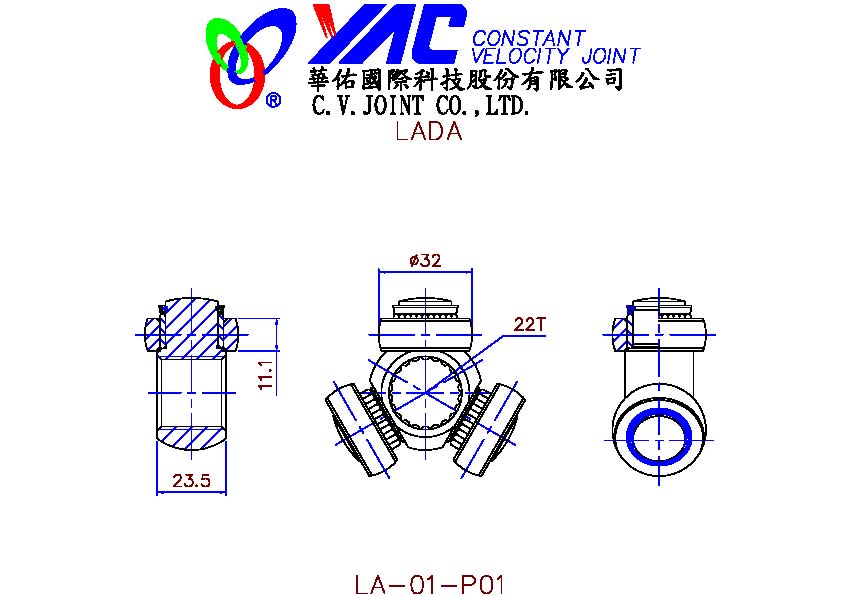 YAC CONSTANT
VELOCITY JOINT
®
華佑國際科技股份有限公司
C.V.JOINT CO.,LTD.
LADA
ø32
22T
11.1
23.5
LA-01-P01